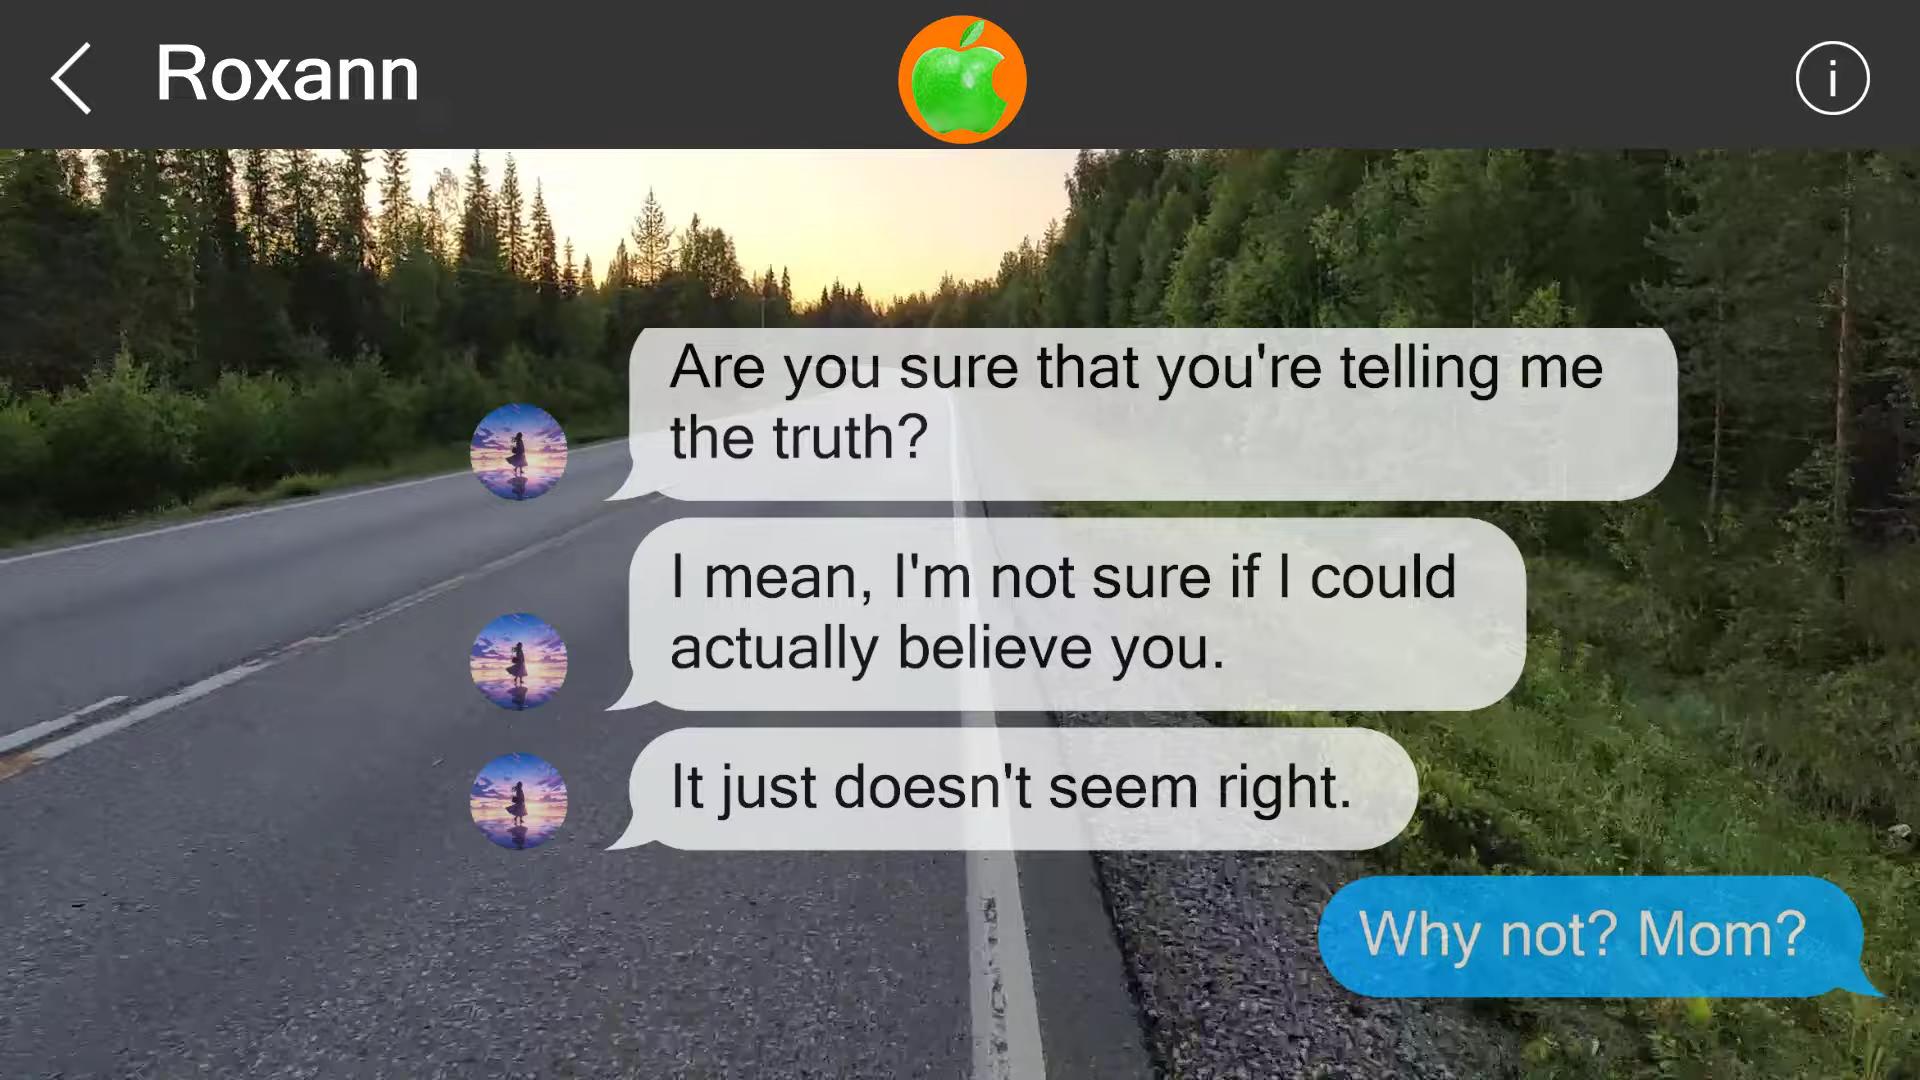 Roxann
i
Are you sure that you're telling me
the truth?
I mean, I'm not sure if I could
actually believe you.
It just doesn't seem right.
Why not? Mom?